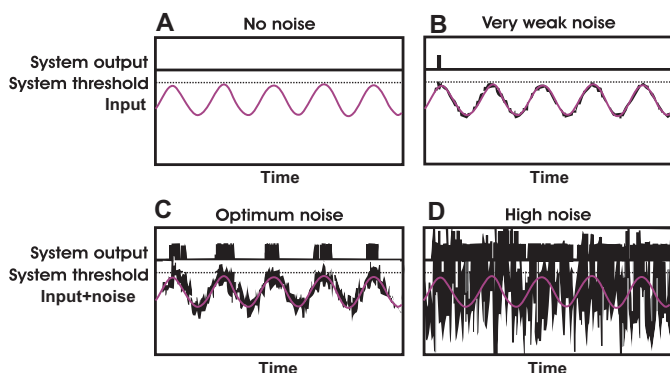 A No noise
B Very weak noise
System output
System threshold
Input
Time
Time
C Optimum noise
D High noise
System output
System threshold
Input+noise
Time
Time